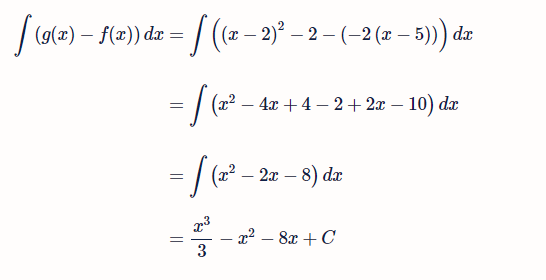 ∫ (g(x) − f(x)) dx = ∫ ((x − 2)² − 2 − (−2 (x − 5))) dx
= ∫ (x² − 4x + 4 − 2 + 2x − 10) dx
= ∫ (x² − 2x − 8) dx
= x³/3 − x² − 8x + C